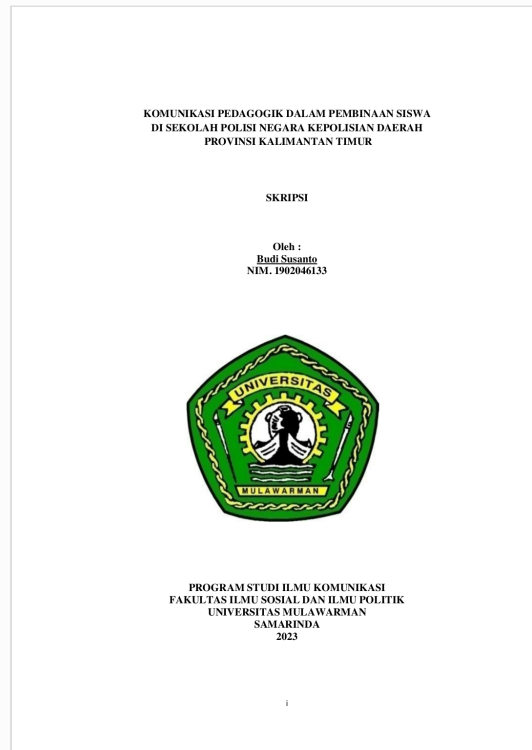 KOMUNIKASI PEDAGOGIK DALAM PEMBINAAN SISWA
DI SEKOLAH POLISI NEGARA KEPOLISIAN DAERAH
PROVINSI KALIMANTAN TIMUR
SKRIPSI
Oleh :
Budi Susanto
NIM. 1902046133
UNIVERSITAS
MULAWARMAN
PROGRAM STUDI ILMU KOMUNIKASI
FAKULTAS ILMU SOSIAL DAN ILMU POLITIK
UNIVERSITAS MULAWARMAN
SAMARINDA
2023
i